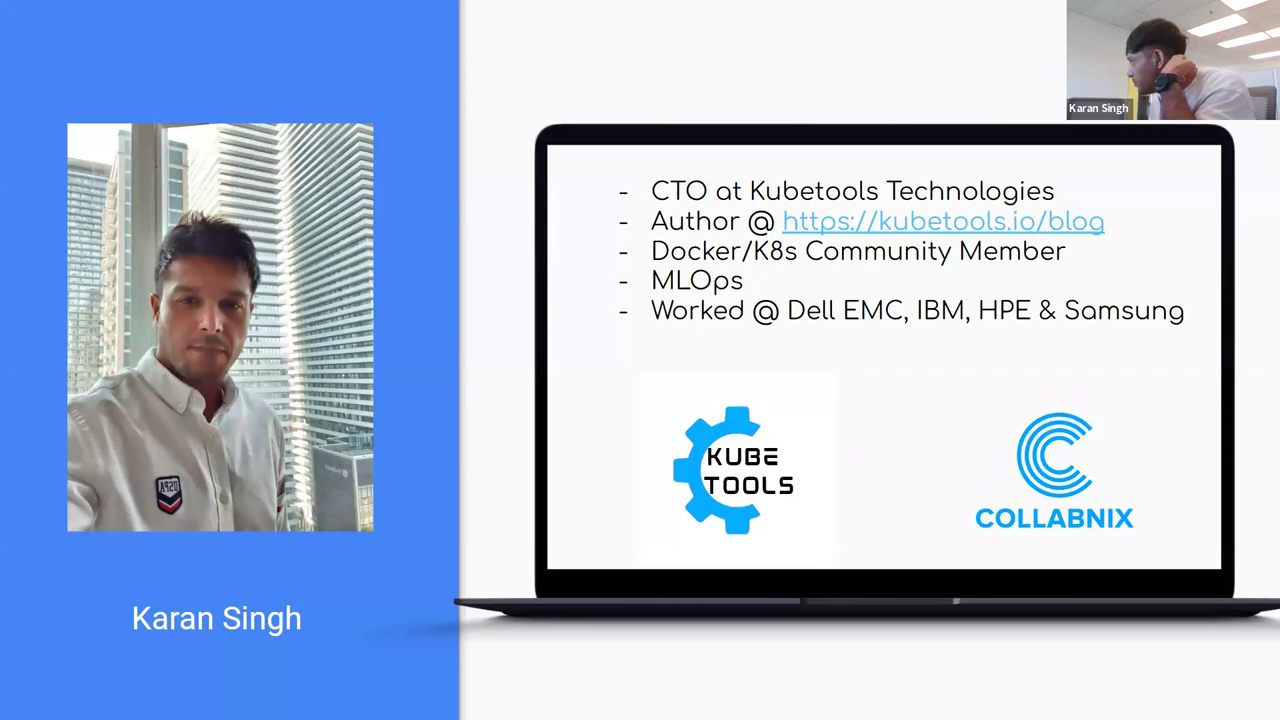 Karan Singh
- CTO at Kubetools Technologies
- Author @ https://kubetools.io/blog
- Docker/K8s Community Member
- MLOps
- Worked @ Dell EMC, IBM, HPE & Samsung
KUBE
TOOLS
COLLABNIX
Karan Singh